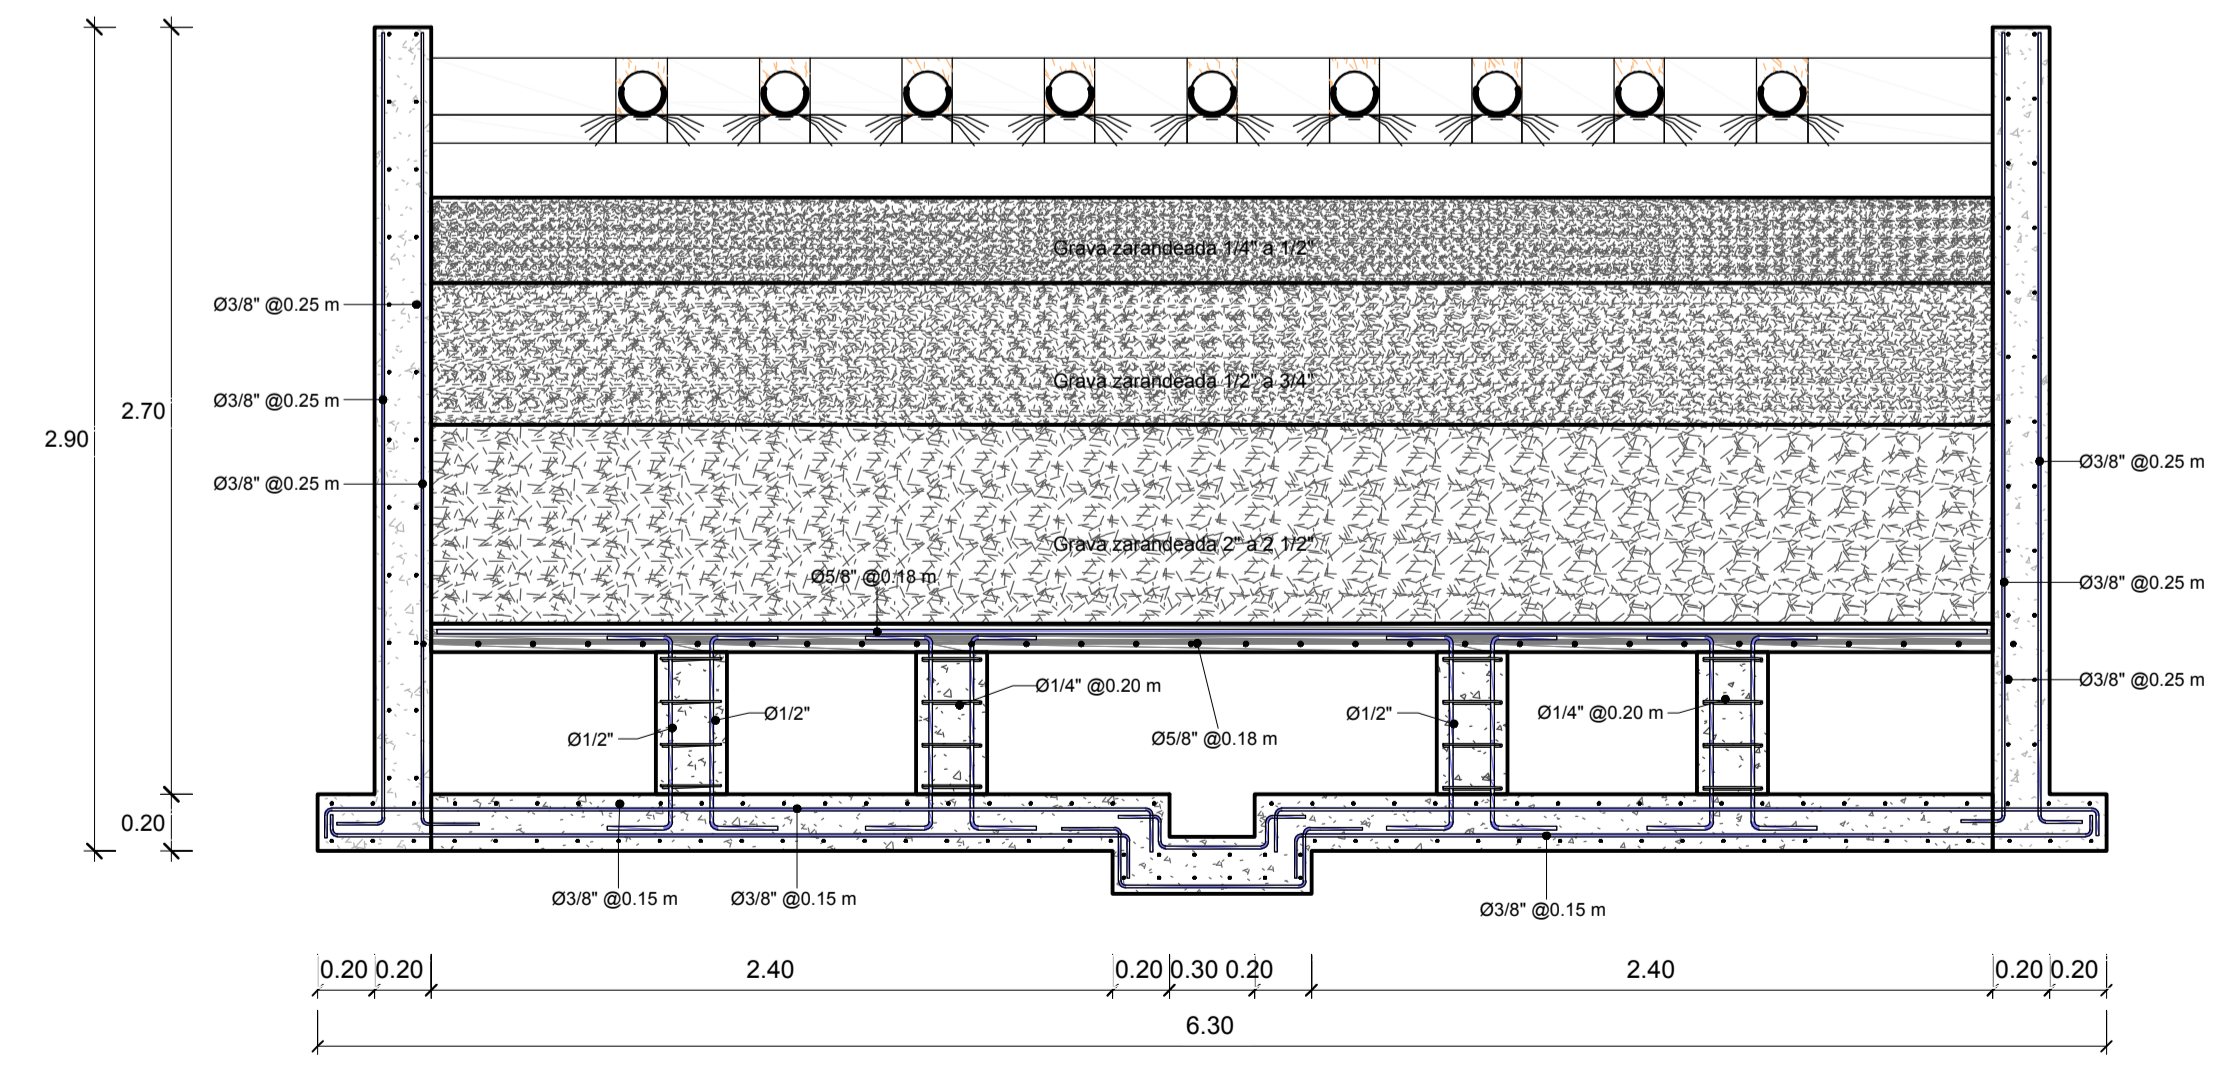 Grava zarandeada 1/4" a 1/2"
Ø3/8" @0.25 m
Grava zarandeada 1/2" a 3/4"
Ø3/8" @0.25 m
2.70
2.90
Ø3/8" @0.25 m
Ø3/8" @0.25 m
Grava zarandeada 2" a 2 1/2"
Ø5/8" @0.18 m
Ø3/8" @0.25 m
Ø3/8" @0.25 m
Ø1/4" @0.20 m
Ø1/2"
Ø1/2"
Ø1/4" @0.20 m
Ø1/2"
Ø5/8" @0.18 m
0.20
Ø3/8" @0.15 m
Ø3/8" @0.15 m
Ø3/8" @0.15 m
0.20 0.20 2.40 0.20 0.30 0.20 2.40 0.20 0.20
6.30